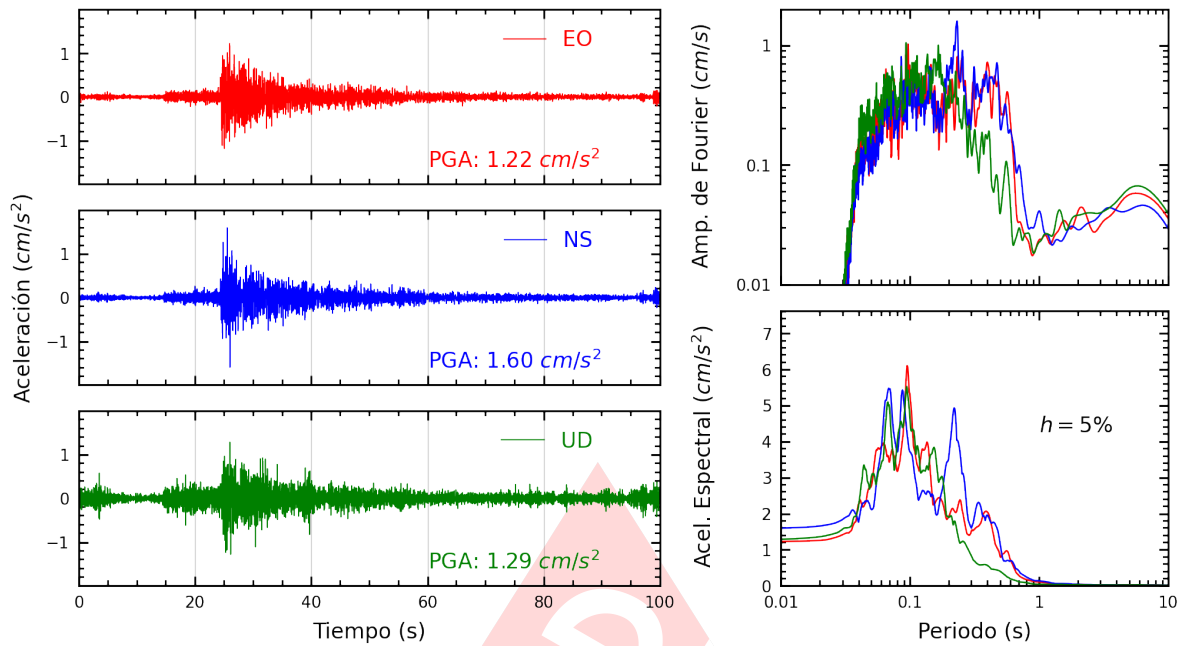 Aceleración (cm/s²)
1
0
−1
EO
PGA: 1.22 cm/s²
1
0
−1
NS
PGA: 1.60 cm/s²
1
0
−1
UD
PGA: 1.29 cm/s²
0
20
40
60
80
100
Tiempo (s)
Amp. de Fourier (cm/s)
1
0.1
0.01
Acel. Espectral (cm/s²)
7
6
5
4
3
2
1
0
h = 5%
0.01
0.1
1
10
Periodo (s)